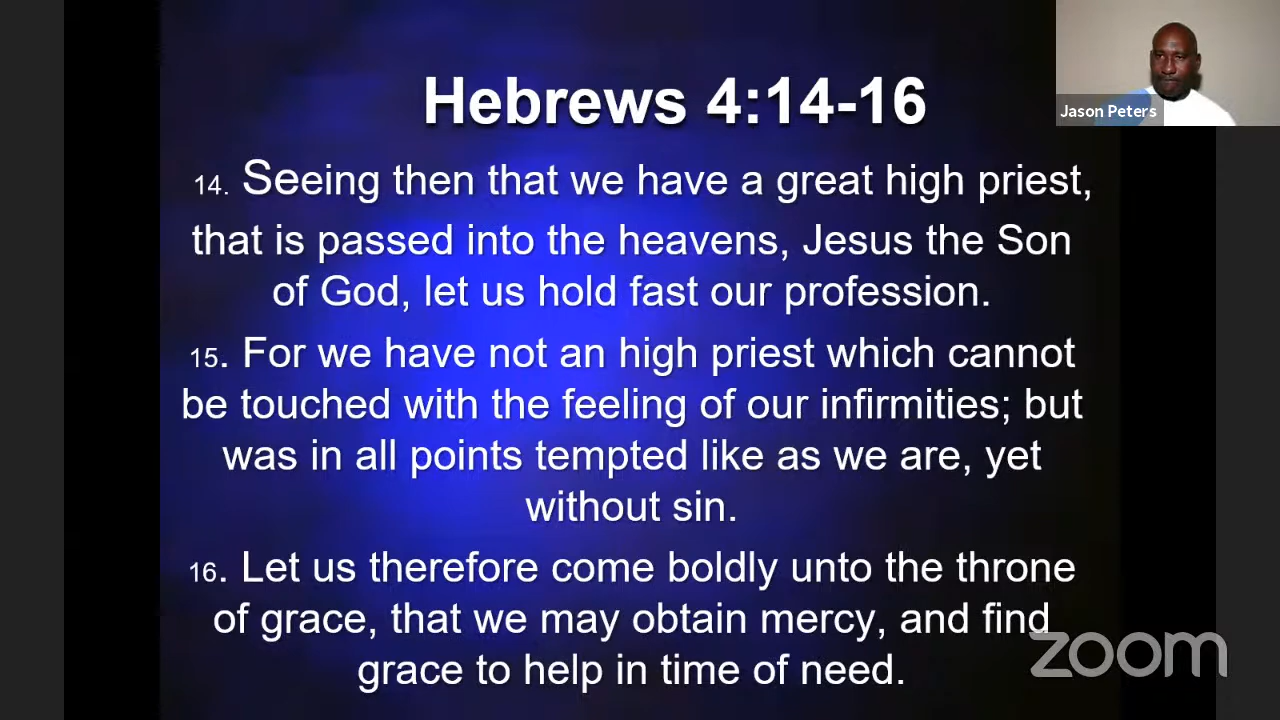 Hebrews 4:14-16
Jason Peters
14. Seeing then that we have a great high priest,
that is passed into the heavens, Jesus the Son
of God, let us hold fast our profession.
15. For we have not an high priest which cannot
be touched with the feeling of our infirmities; but
was in all points tempted like as we are, yet
without sin.
16. Let us therefore come boldly unto the throne
of grace, that we may obtain mercy, and find
grace to help in time of need.
zoom